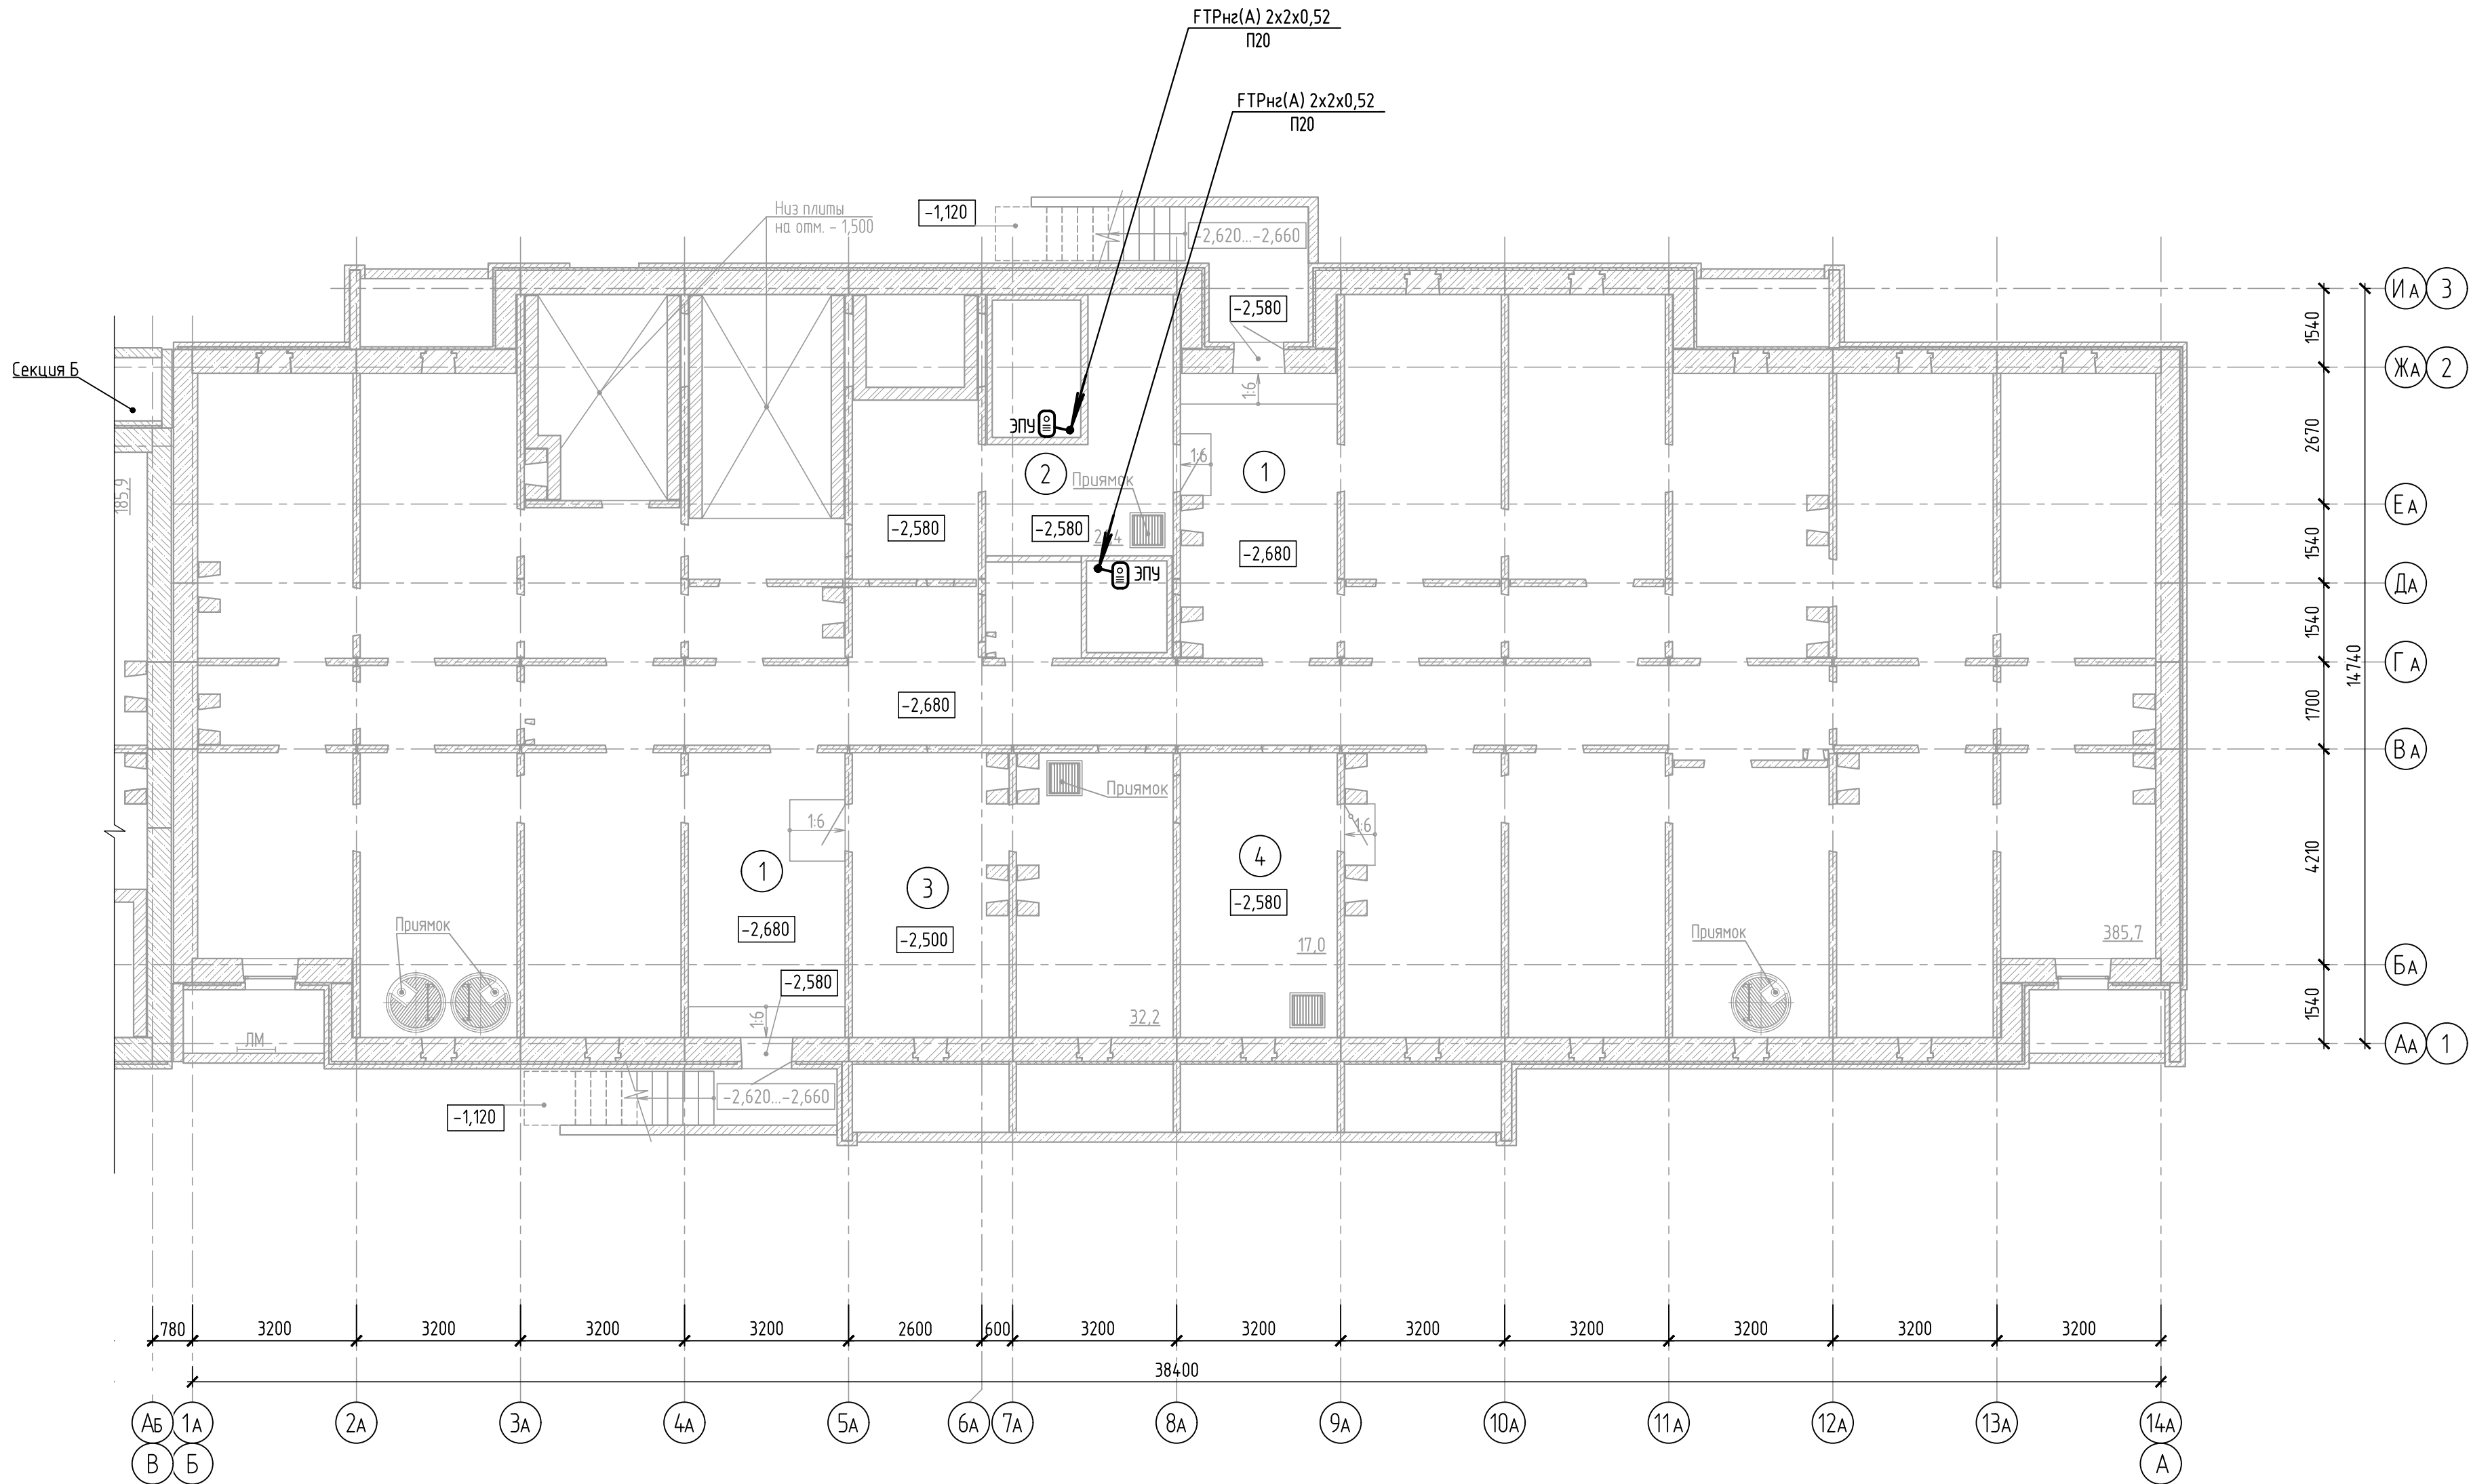 FTPнг(А) 2x2x0,52
П20
FTPнг(А) 2x2x0,52
П20
Низ плиты
на отм. - 1,500
-1,120
-2,620...-2,660
-2,580
Секция Б
1:6
ЭПУ
2
Приямок
1:6
1
185,9
-2,580
-2,580
-2,680
ЭПУ
-2,680
Приямок
1:6
1:6
1
3
4
-2,580
-2,680
-2,500
17,0
Приямок
Приямок
385,7
-2,580
1:6
32,2
ЛМ
-2,620...-2,660
-1,120
1540
2670
1540
1540
1700
4210
1540
14740
ИА 3
ЖА 2
ЕА
ДА
ГА
ВА
БА
АА 1
780 3200 3200 3200 3200 2600 600 3200 3200 3200 3200 3200 3200 3200
38400
АБ 1А 2А 3А 4А 5А 6А 7А 8А 9А 10А 11А 12А 13А 14А
В Б А